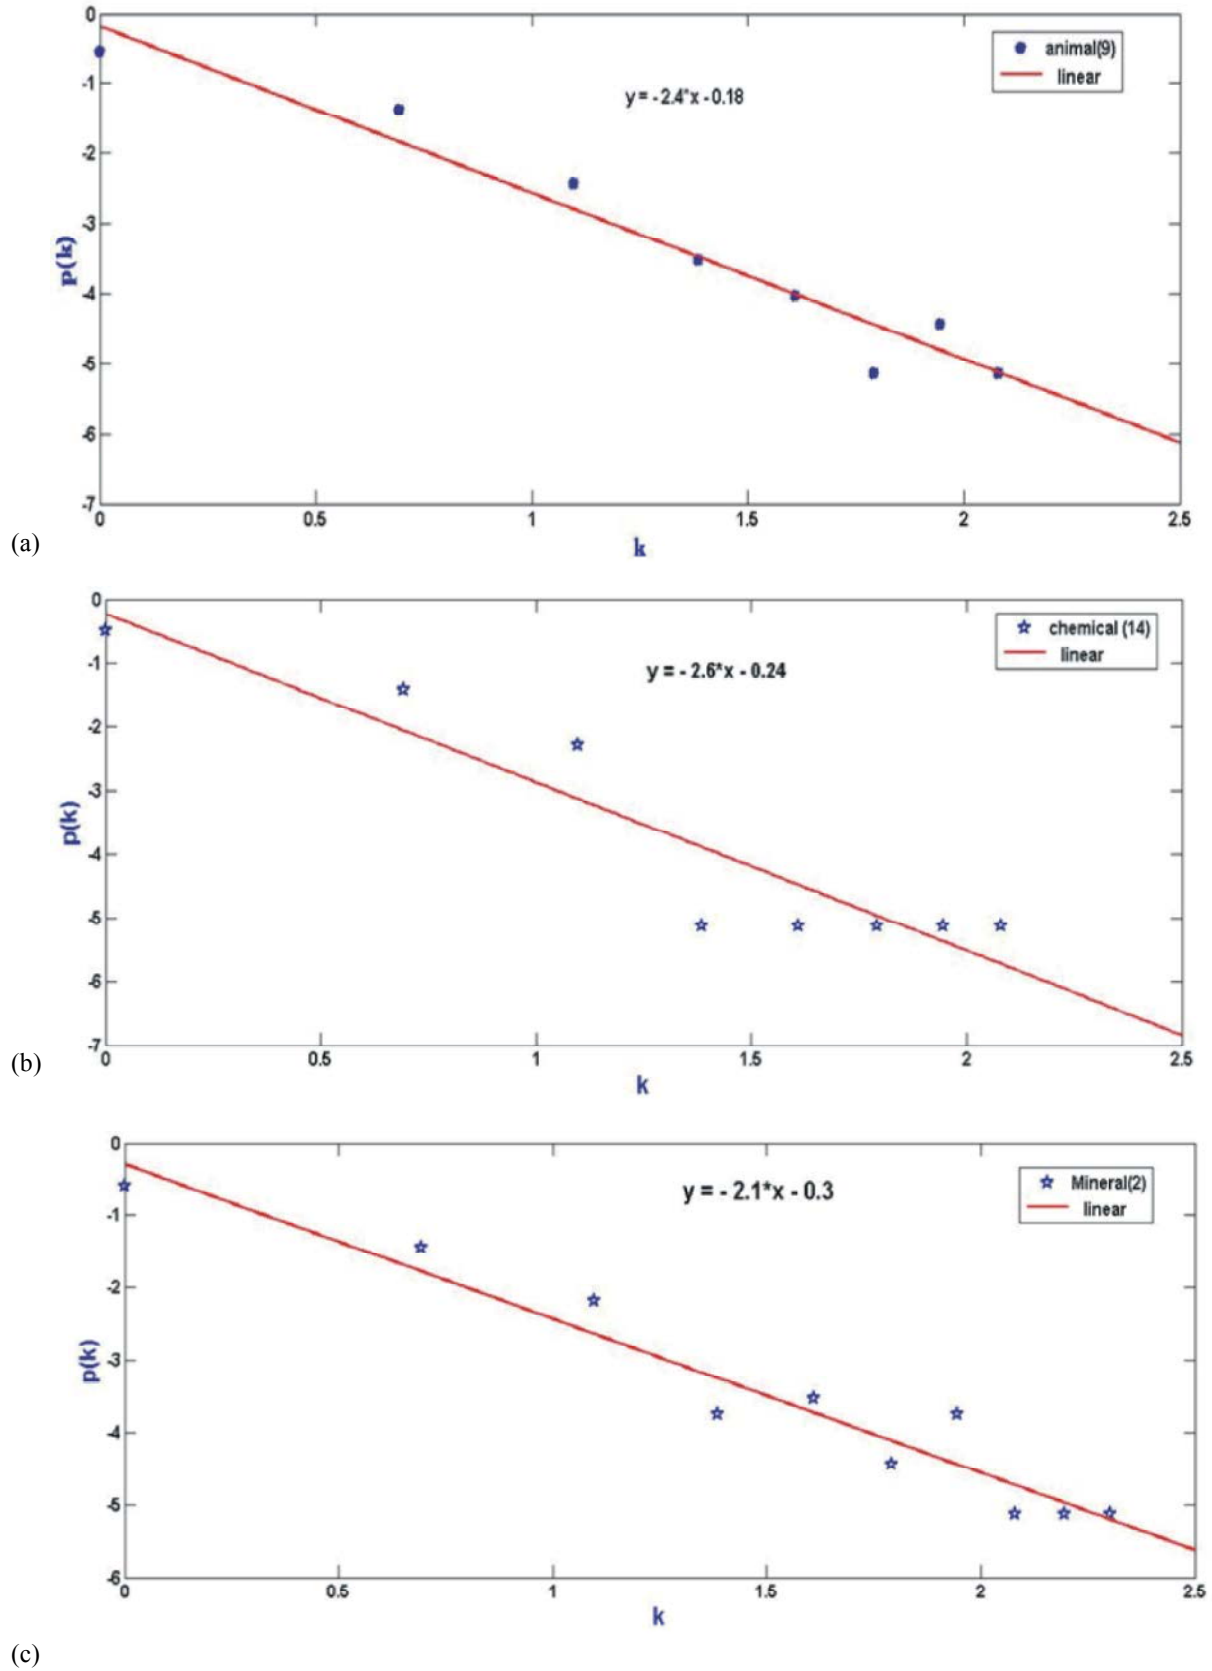 0
-1
-2
-3
-4
-5
-6
-7
p(k)
animal(9)
linear
y = - 2.4*x - 0.18
0 0.5 1 1.5 2 2.5
k
(a)
0
-1
-2
-3
-4
-5
-6
-7
p(k)
chemical (14)
linear
y = - 2.6*x - 0.24
0 0.5 1 1.5 2 2.5
k
(b)
0
-1
-2
-3
-4
-5
-6
p(k)
Mineral(2)
linear
y = - 2.1*x - 0.3
0 0.5 1 1.5 2 2.5
k
(c)